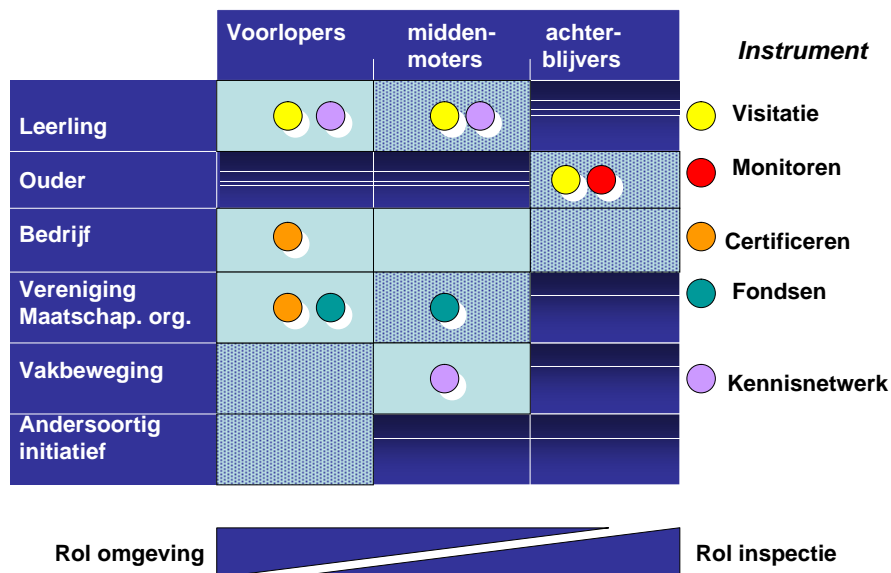 Voorlopers
midden-
moters
achter-
blijvers
Instrument
Leerling
Visitatie
Ouder
Monitoren
Bedrijf
Certificeren
Vereniging
Maatschap. org.
Fondsen
Vakbeweging
Kennisnetwerk
Andersoortig
initiatief
Rol omgeving
Rol inspectie